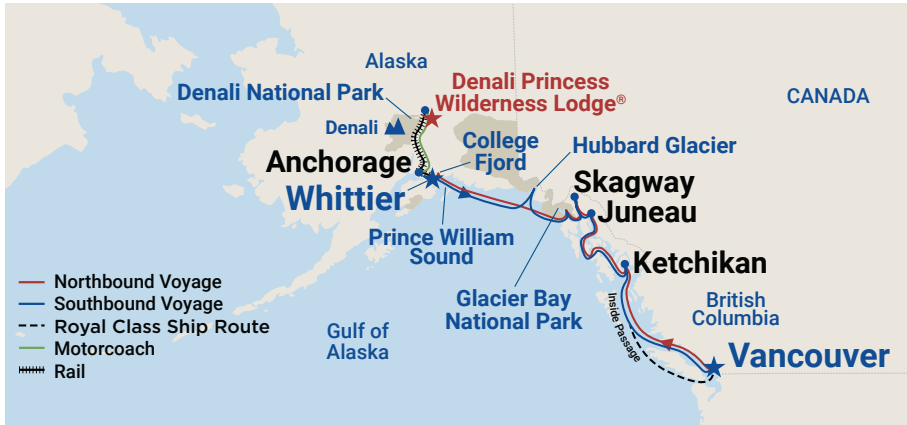 Alaska
Denali Princess
Wilderness Lodge®
Denali National Park
CANADA
Denali
College
Fjord
Hubbard Glacier
Anchorage
Whittier
Skagway
Juneau
Prince William
Sound
Ketchikan
Glacier Bay
National Park
Northbound Voyage
Southbound Voyage
Royal Class Ship Route
Motorcoach
Rail
Gulf of
Alaska
Inside Passage
British
Columbia
Vancouver